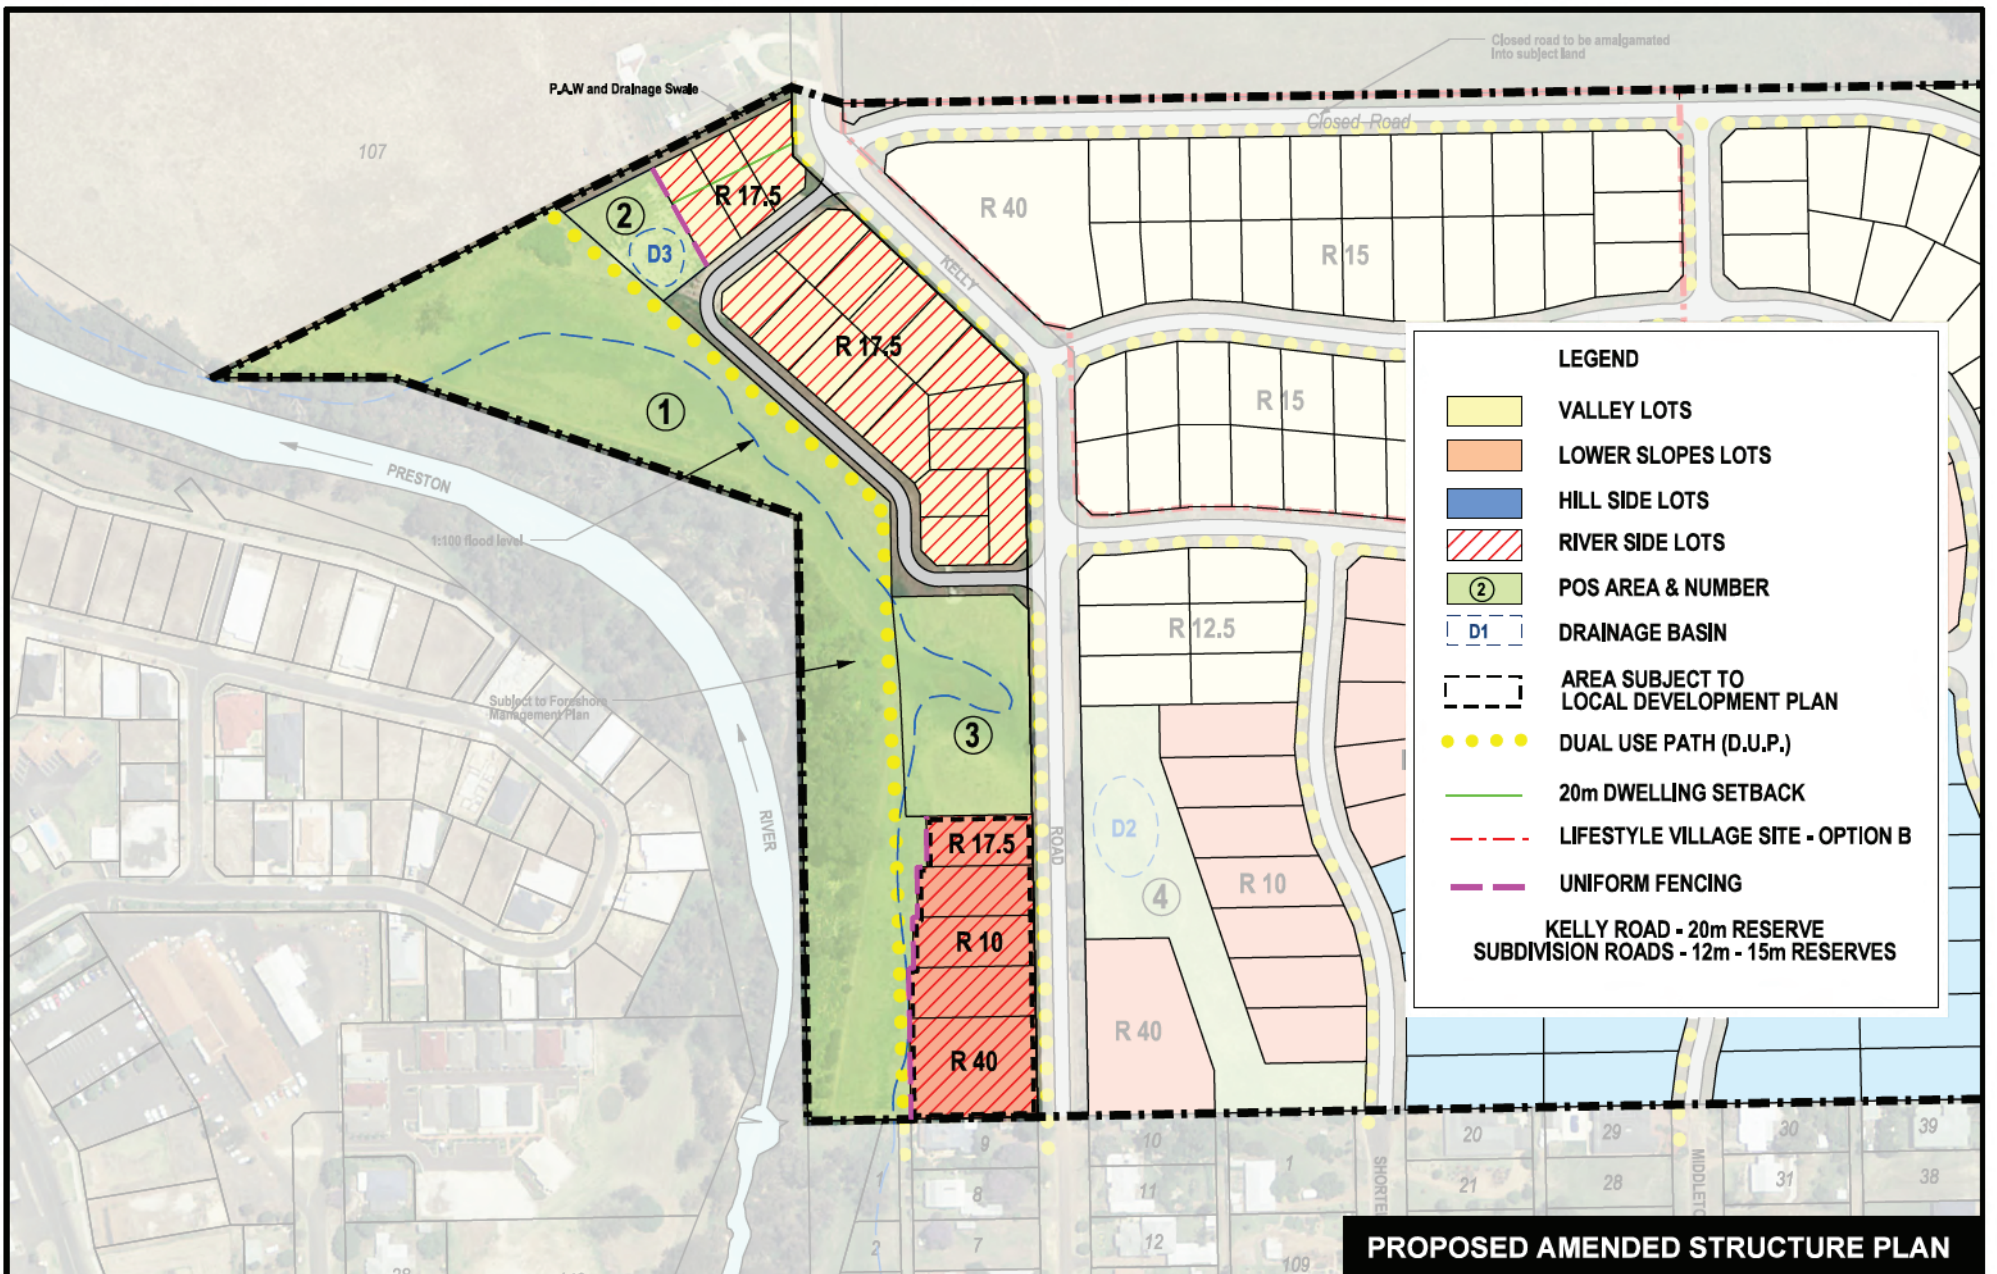 Closed road to be amalgamated
Into subject land
P.A.W and Drainage Swale
Closed Road
107
R 17.5
2
D3
R 40
R 15
KELLY
R 17.5
1
R 15
PRESTON
1:100 flood level
R 12.5
Subject to Foreshore
Management Plan
3
RIVER
ROAD
R 17.5
D2
4
R 10
R 10
R 40
R 40
LEGEND
VALLEY LOTS
LOWER SLOPES LOTS
HILL SIDE LOTS
RIVER SIDE LOTS
2 POS AREA & NUMBER
D1 DRAINAGE BASIN
AREA SUBJECT TO
LOCAL DEVELOPMENT PLAN
DUAL USE PATH (D.U.P.)
20m DWELLING SETBACK
LIFESTYLE VILLAGE SITE - OPTION B
UNIFORM FENCING
KELLY ROAD - 20m RESERVE
SUBDIVISION ROADS - 12m - 15m RESERVES
9
10
20
29
30
39
1
8
11
1
21
28
31
38
2
7
12
109
SHORTE
MIDDLETO
PROPOSED AMENDED STRUCTURE PLAN